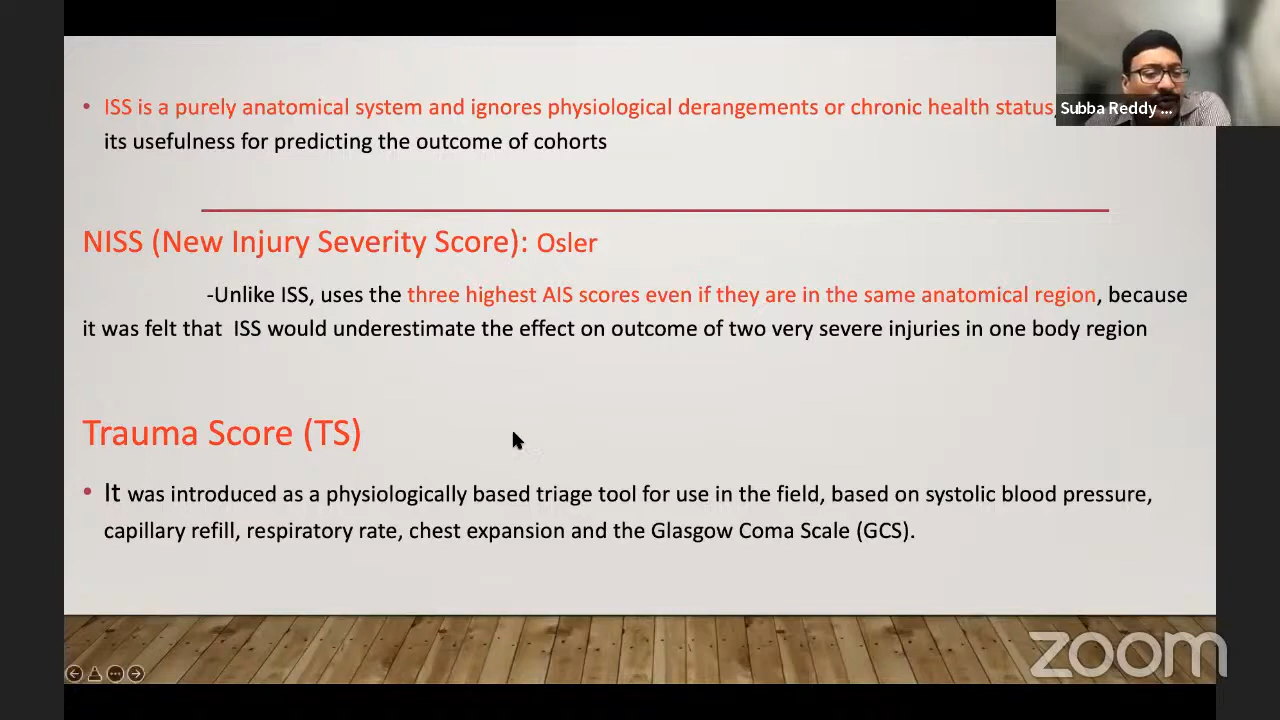 • ISS is a purely anatomical system and ignores physiological derangements or chronic health status,
its usefulness for predicting the outcome of cohorts
Subba Reddy ...
NISS (New Injury Severity Score): Osler
-Unlike ISS, uses the three highest AIS scores even if they are in the same anatomical region, because
it was felt that ISS would underestimate the effect on outcome of two very severe injuries in one body region
Trauma Score (TS)
• It was introduced as a physiologically based triage tool for use in the field, based on systolic blood pressure,
capillary refill, respiratory rate, chest expansion and the Glasgow Coma Scale (GCS).
zoom